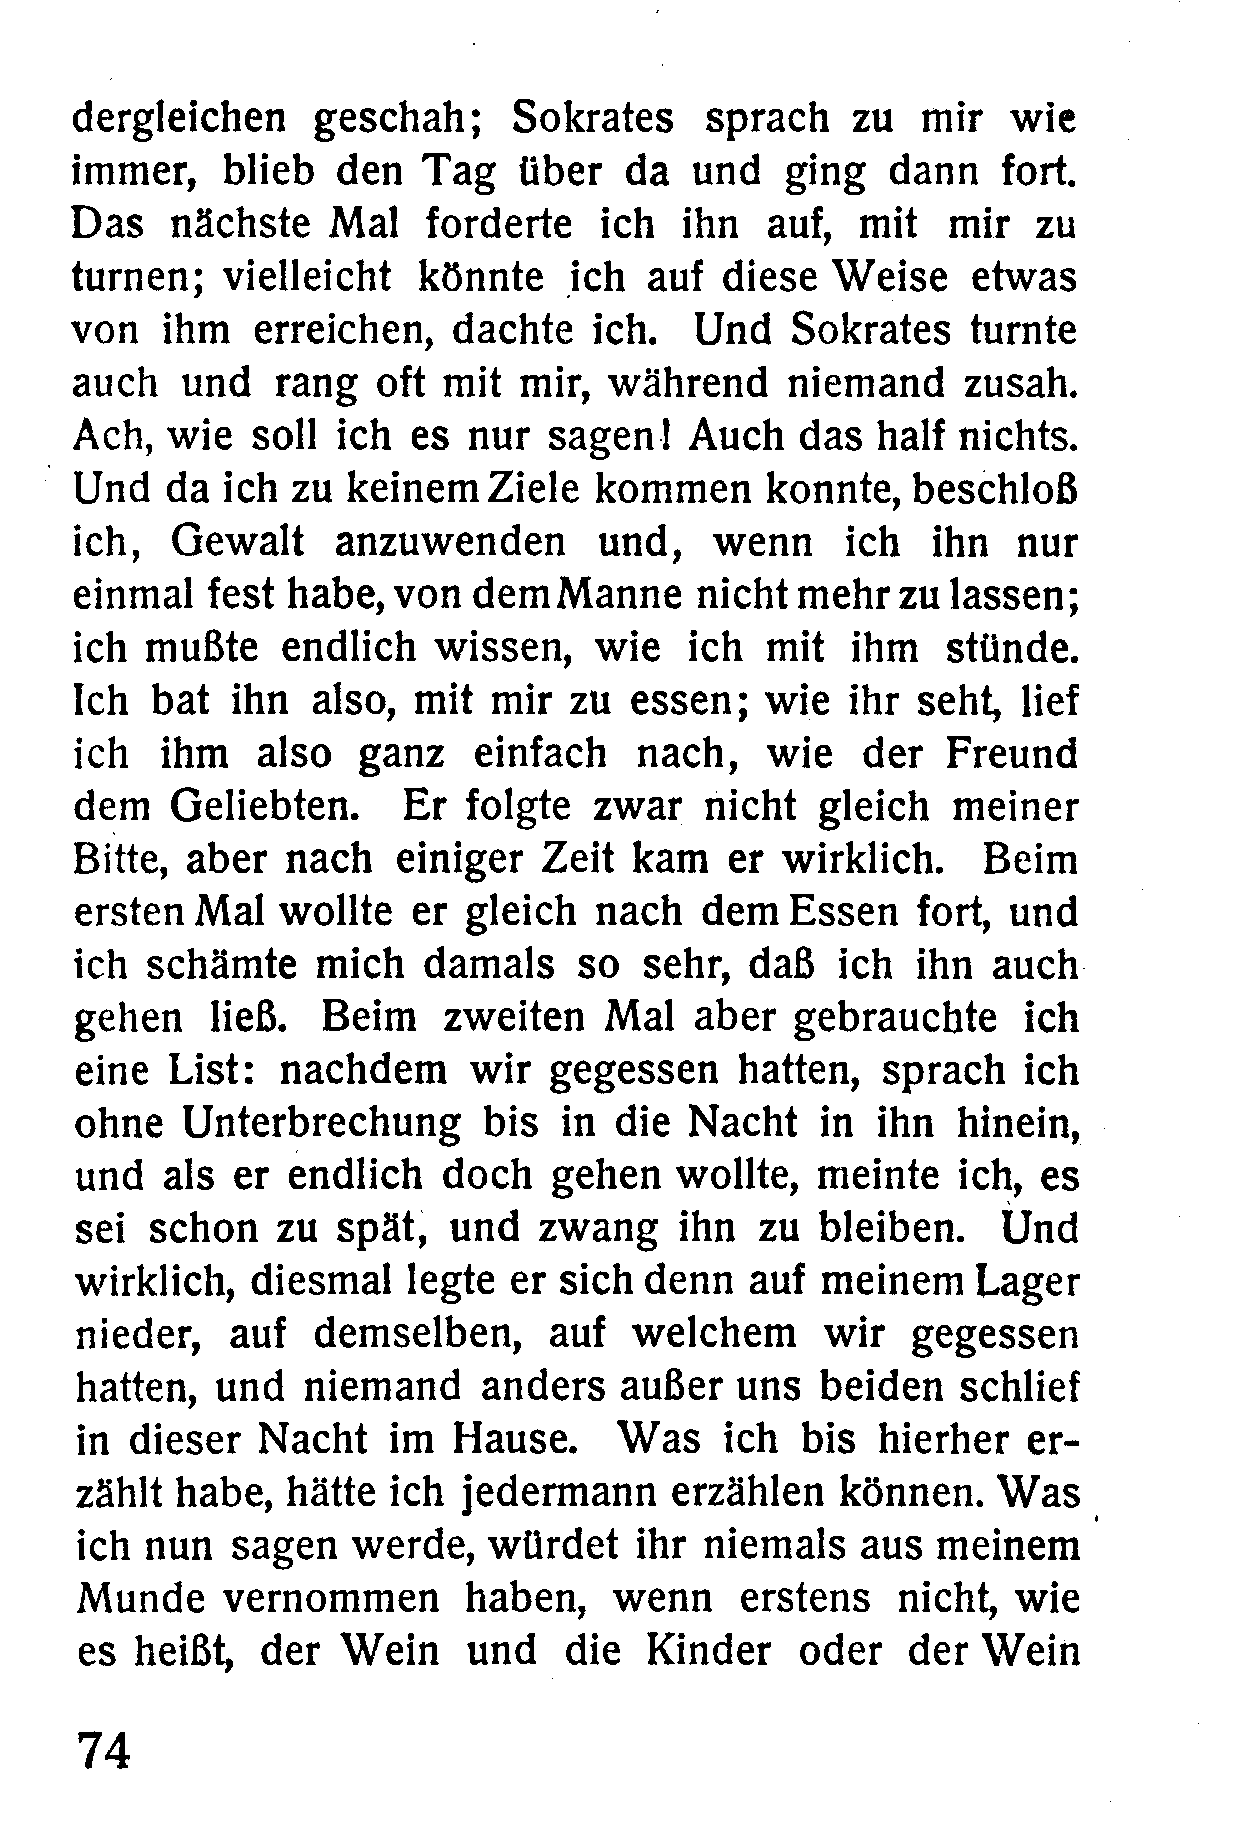 dergleichen geschah; Sokrates sprach zu mir wie
immer, blieb den Tag über da und ging dann fort.
Das nächste Mal forderte ich ihn auf, mit mir zu
turnen; vielleicht könnte ich auf diese Weise etwas
von ihm erreichen, dachte ich. Und Sokrates turnte
auch und rang oft mit mir, während niemand zusah.
Ach, wie soll ich es nur sagen! Auch das half nichts.
Und da ich zu keinem Ziele kommen konnte, beschloß
ich, Gewalt anzuwenden und, wenn ich ihn nur
einmal fest habe, von dem Manne nicht mehr zu lassen;
ich mußte endlich wissen, wie ich mit ihm stünde.
Ich bat ihn also, mit mir zu essen; wie ihr seht, lief
ich ihm also ganz einfach nach, wie der Freund
dem Geliebten. Er folgte zwar nicht gleich meiner
Bitte, aber nach einiger Zeit kam er wirklich. Beim
ersten Mal wollte er gleich nach dem Essen fort, und
ich schämte mich damals so sehr, daß ich ihn auch
gehen ließ. Beim zweiten Mal aber gebrauchte ich
eine List: nachdem wir gegessen hatten, sprach ich
ohne Unterbrechung bis in die Nacht in ihn hinein,
und als er endlich doch gehen wollte, meinte ich, es
sei schon zu spät, und zwang ihn zu bleiben. Und
wirklich, diesmal legte er sich denn auf meinem Lager
nieder, auf demselben, auf welchem wir gegessen
hatten, und niemand anders außer uns beiden schlief
in dieser Nacht im Hause. Was ich bis hierher er-
zählt habe, hätte ich jedermann erzählen können. Was
ich nun sagen werde, würdet ihr niemals aus meinem
Munde vernommen haben, wenn erstens nicht, wie
es heißt, der Wein und die Kinder oder der Wein
74